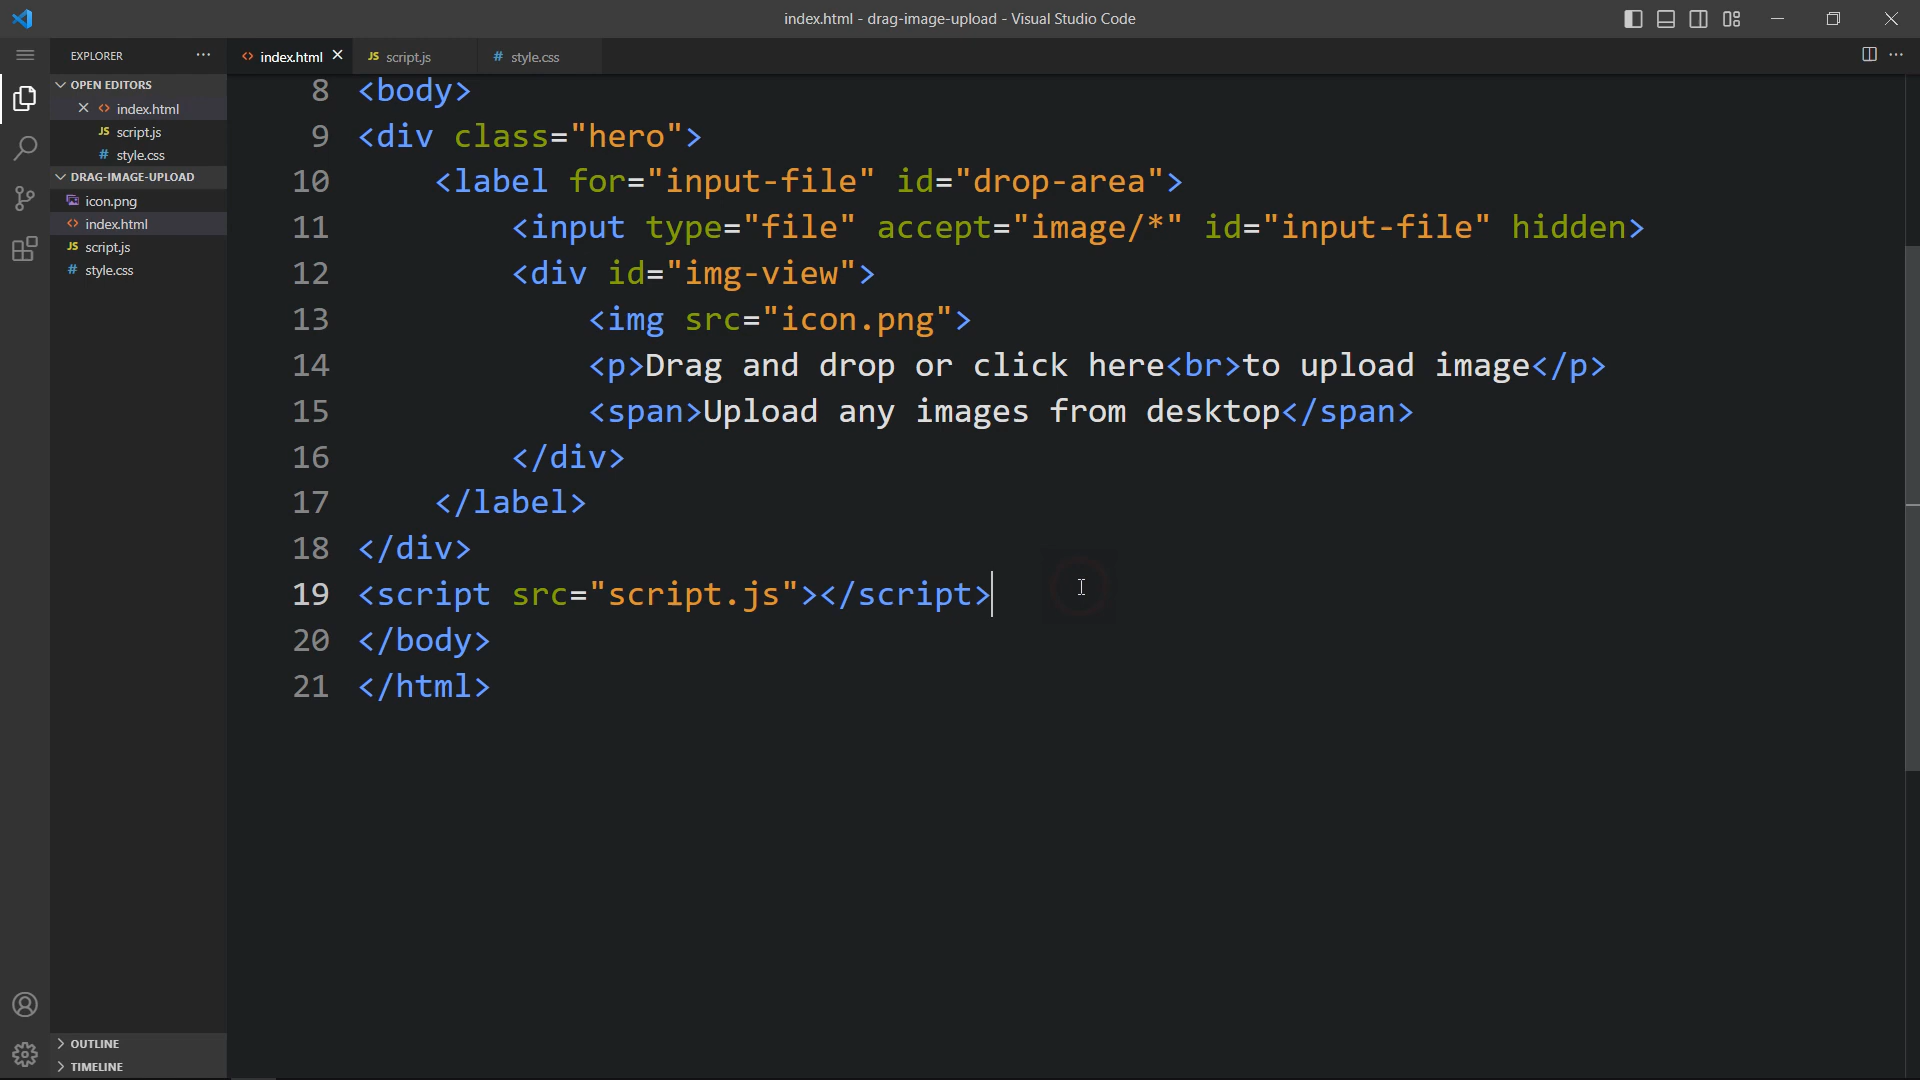 index.html - drag-image-upload - Visual Studio Code
EXPLORER
index.html
JS script.js
# style.css
OPEN EDITORS
index.html
JS script.js
# style.css
DRAG-IMAGE-UPLOAD
icon.png
index.html
JS script.js
# style.css
8 <body>
9 <div class="hero">
10 <label for="input-file" id="drop-area">
11 <input type="file" accept="image/*" id="input-file" hidden>
12 <div id="img-view">
13 <img src="icon.png">
14 <p>Drag and drop or click here<br>to upload image</p>
15 <span>Upload any images from desktop</span>
16 </div>
17 </label>
18 </div>
19 <script src="script.js"></script>
20 </body>
21 </html>
OUTLINE
TIMELINE